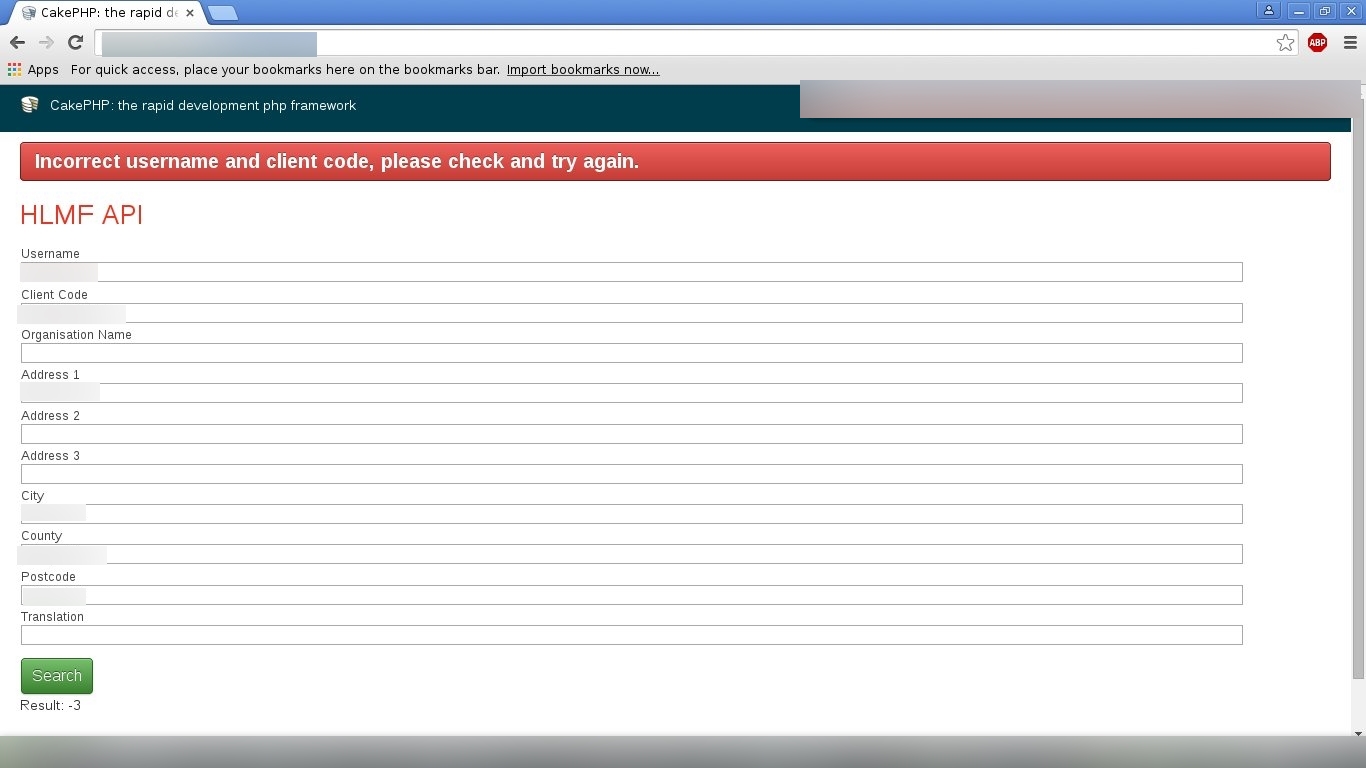 CakePHP: the rapid de
ABP
Apps For quick access, place your bookmarks here on the bookmarks bar. Import bookmarks now...
CakePHP: the rapid development php framework
Incorrect username and client code, please check and try again.
HLMF API
Username
Client Code
Organisation Name
Address 1
Address 2
Address 3
City
County
Postcode
Translation
Search
Result: -3